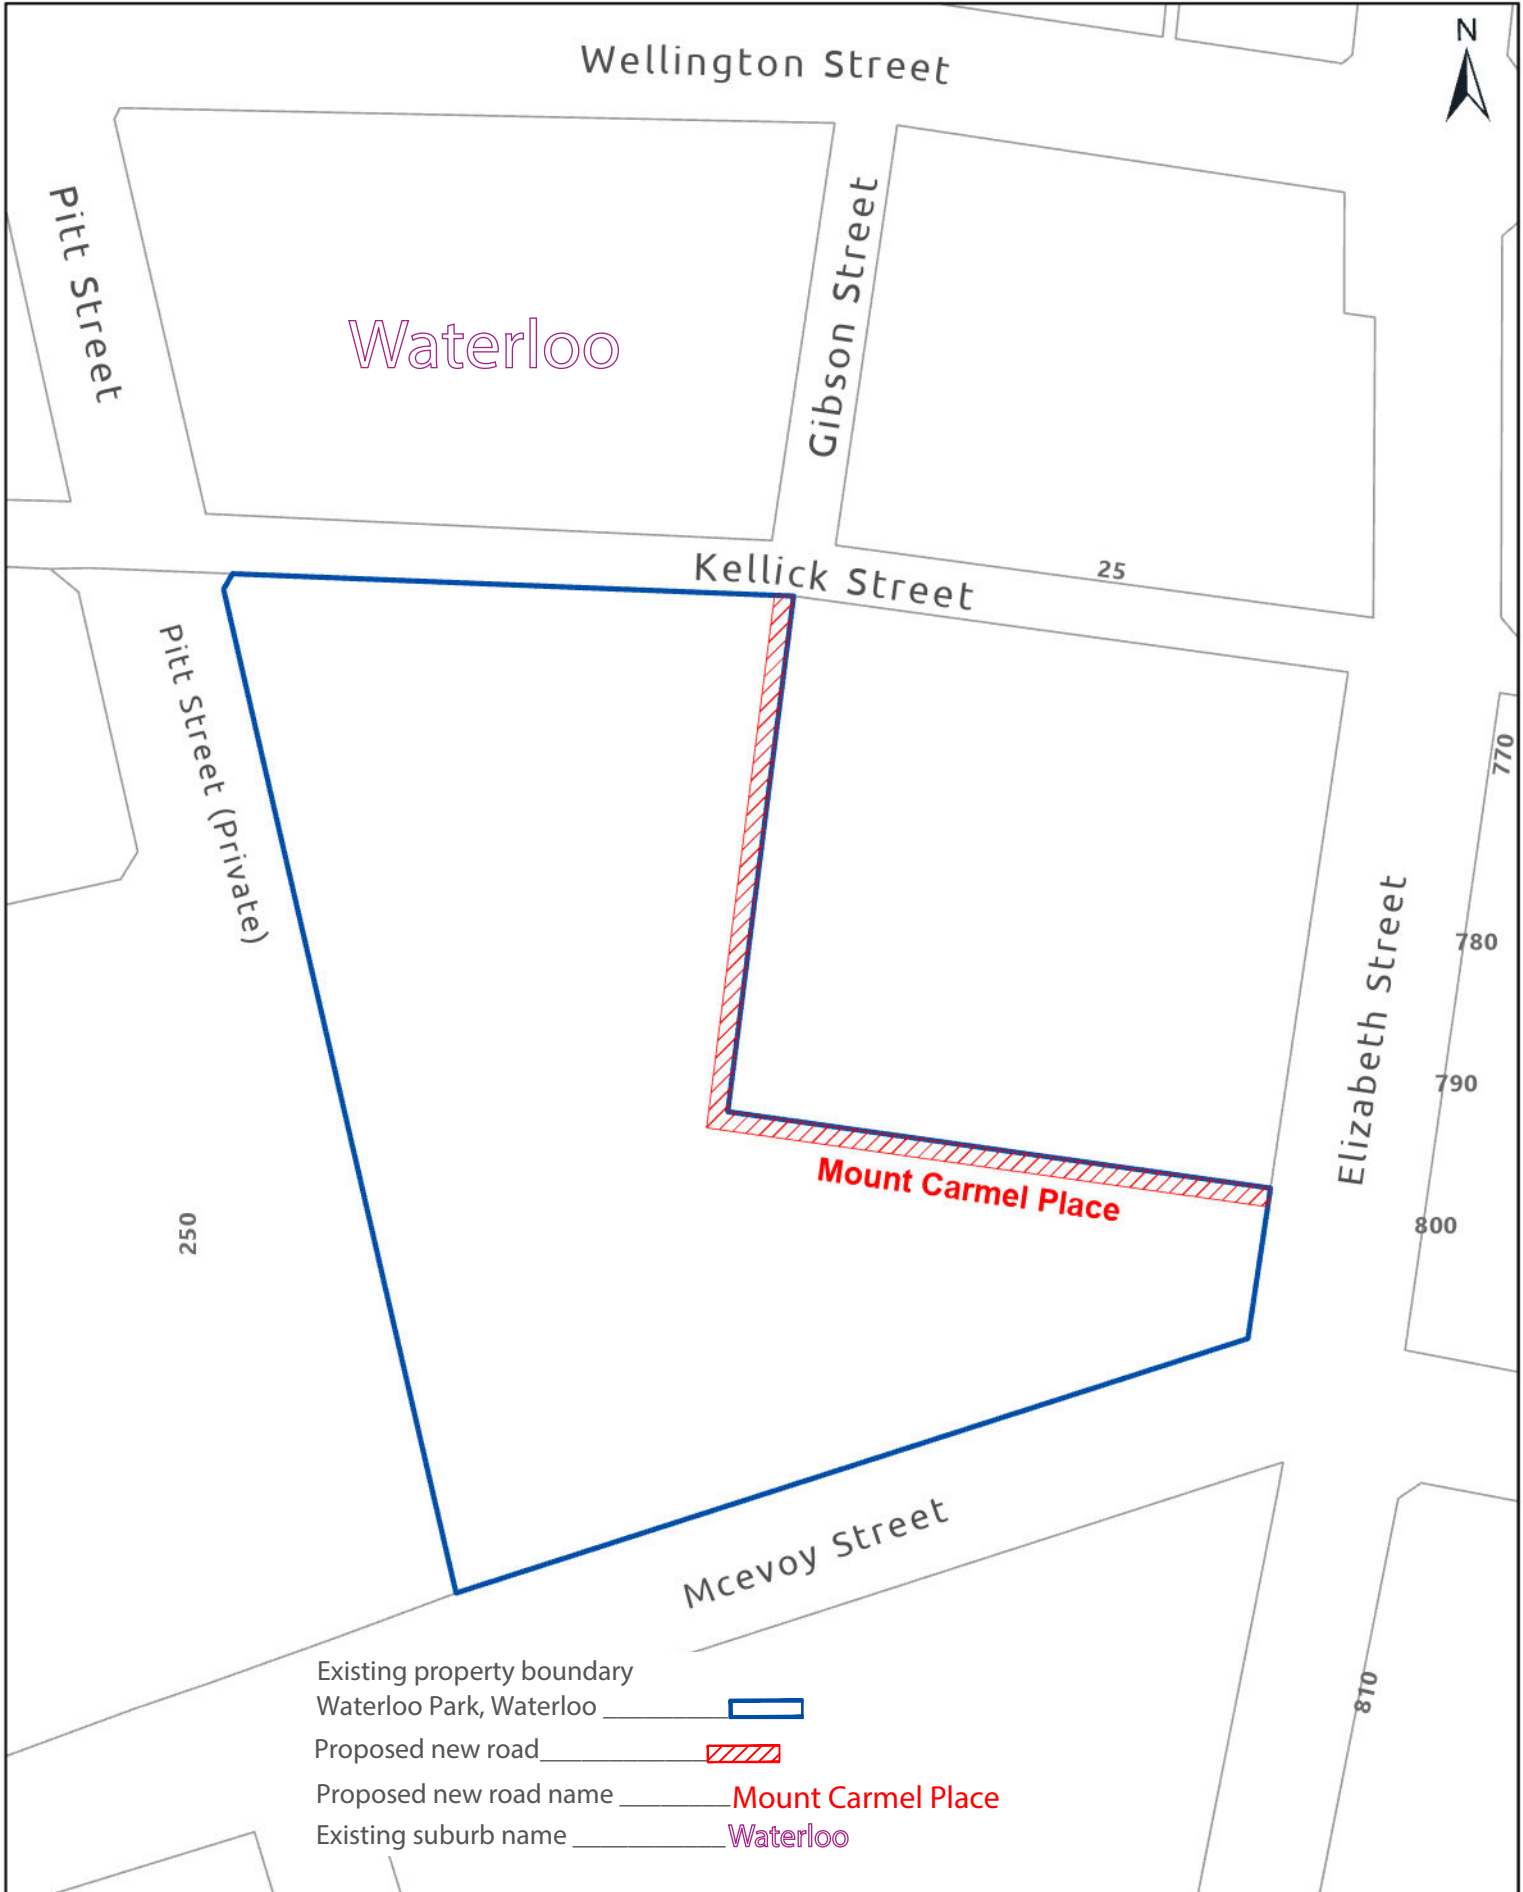 N
Wellington Street
Pitt Street
Gibson Street
Waterloo
Kellick Street
25
Pitt Street (Private)
770
780
Elizabeth Street
790
Mount Carmel Place
800
250
Mcevoy Street
810
Existing property boundary
Waterloo Park, Waterloo
Proposed new road
Proposed new road name Mount Carmel Place
Existing suburb name Waterloo